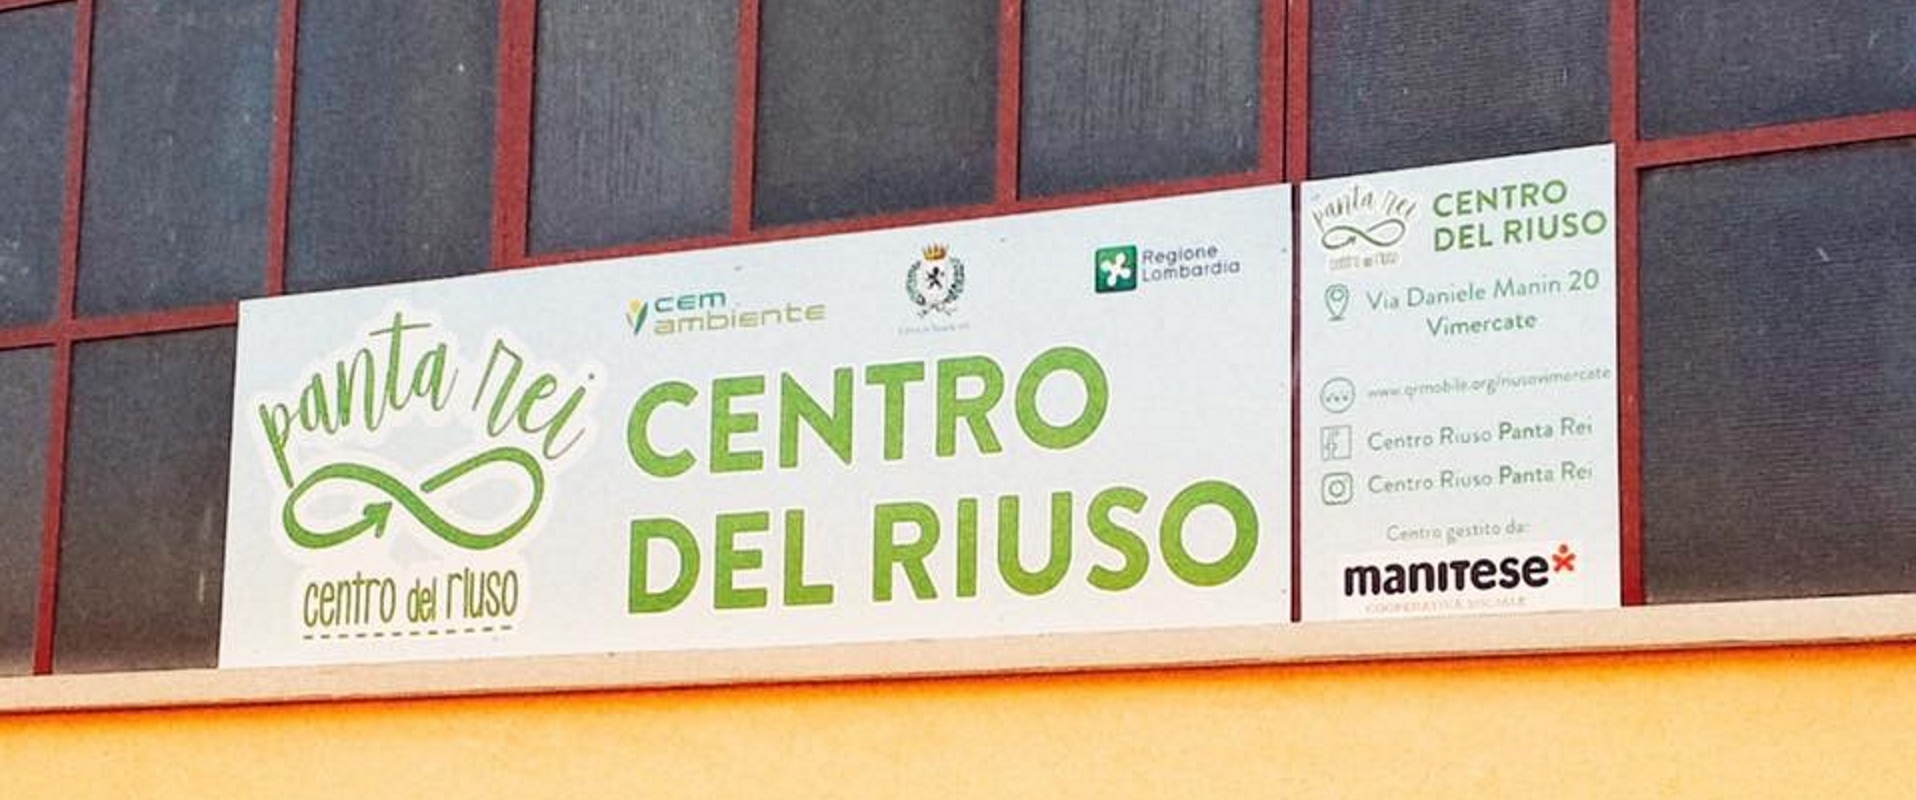 panta rei
centro del riuso
CEM
ambiente
Regione
Lombardia
CENTRO
DEL RIUSO
panta rei
centro del riuso
CENTRO
DEL RIUSO
Via Daniele Manin 20
Vimercate
www.qrmobile.org/riusovimercate
Centro Riuso Panta Rei
Centro Riuso Panta Rei
Centro gestito da:
manitese
COOPERATIVA SOCIALE